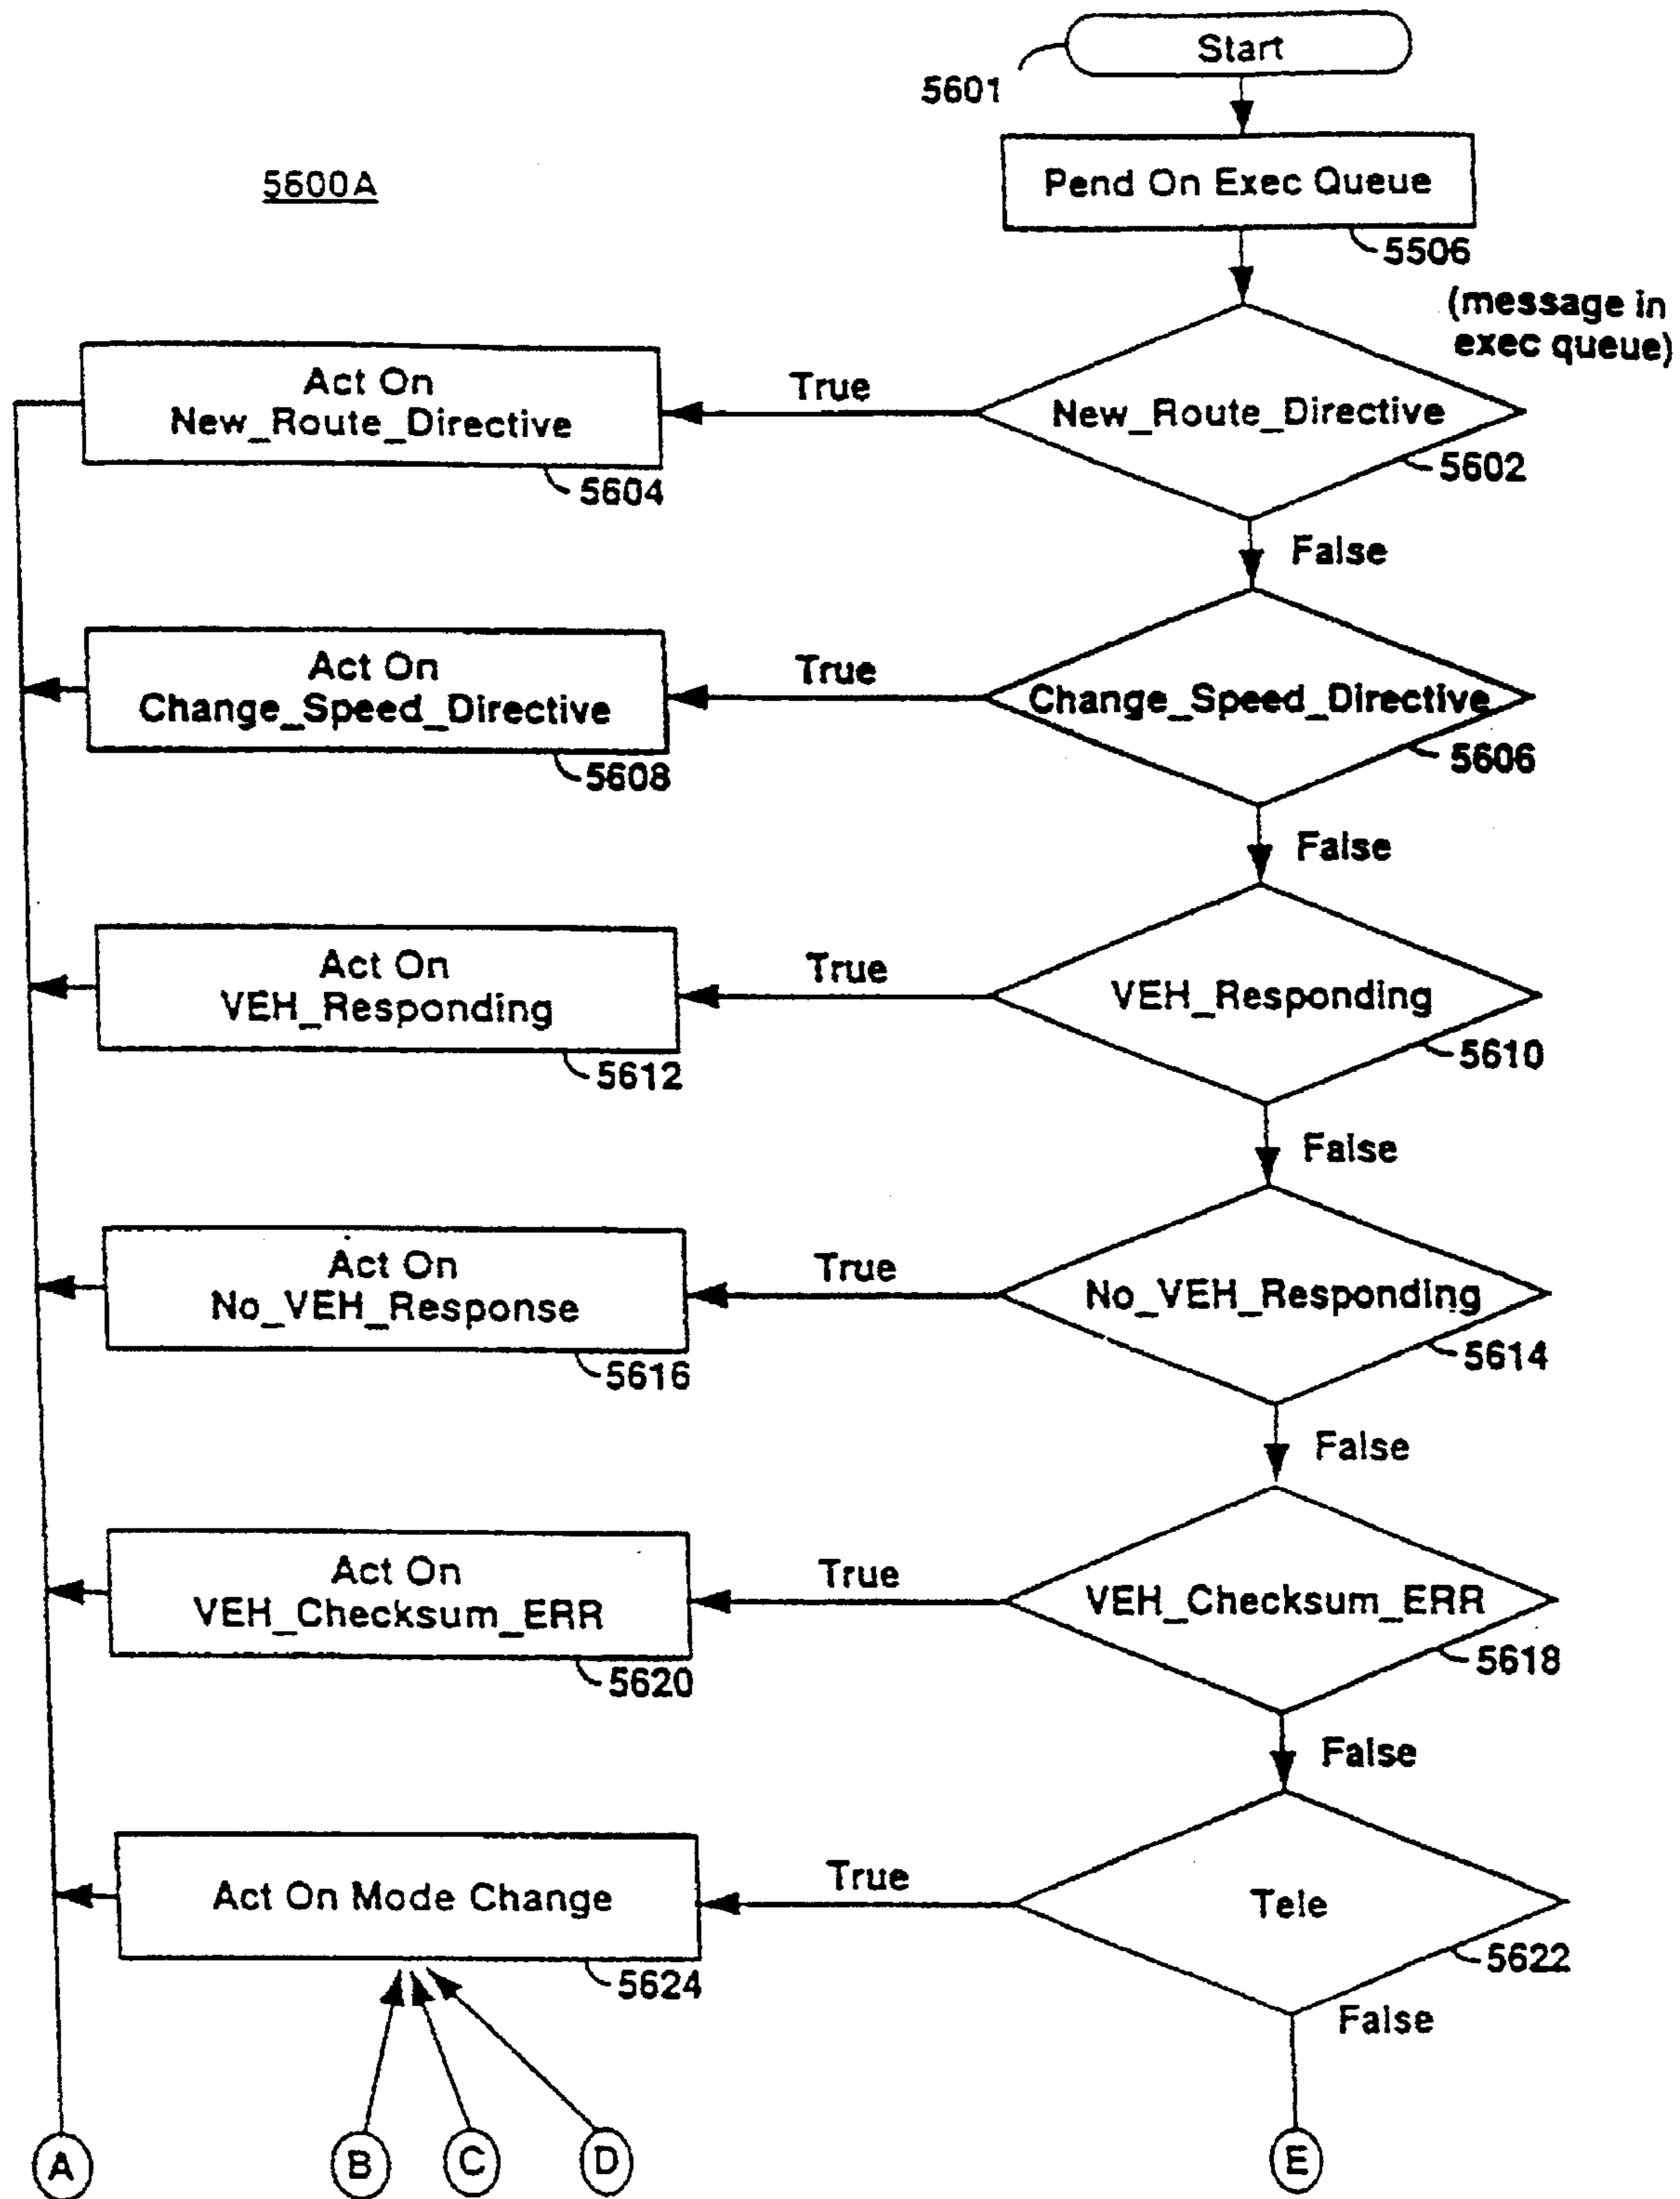 Start
5601
5600A
Pend On Exec Queue
5506
(message in
exec queue)
Act On
New_Route_Directive
5604
True
New_Route_Directive
5602
False
Act On
Change_Speed_Directive
5608
True
Change_Speed_Directive
5606
False
Act On
VEH_Responding
5612
True
VEH_Responding
5610
False
Act On
No_VEH_Response
5616
True
No_VEH_Responding
5614
False
Act On
VEH_Checksum_ERR
5620
True
VEH_Checksum_ERR
5618
False
Act On Mode Change
5624
True
Tele
5622
False
A
B
C
D
E